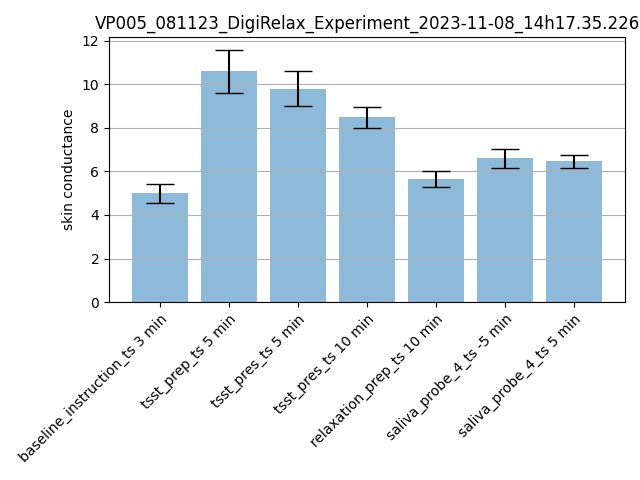 VP005_081123_DigiRelax_Experiment_2023-11-08_14h17.35.226
12
10
8
6
4
2
0
skin conductance
baseline_instruction_ts 3 min
tsst_prep_ts 5 min
tsst_pres_ts 5 min
tsst_pres_ts 10 min
relaxation_prep_ts 10 min
saliva_probe_4_ts -5 min
saliva_probe_4_ts 5 min